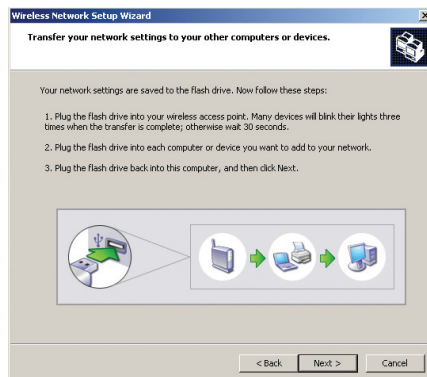 Wireless Network Setup Wizard
Transfer your network settings to your other computers or devices.
Your network settings are saved to the flash drive. Now follow these steps:
1. Plug the flash drive into your wireless access point. Many devices will blink their lights three
times when the transfer is complete; otherwise wait 30 seconds.
2. Plug the flash drive into each computer or device you want to add to your network.
3. Plug the flash drive back into this computer, and then click Next.
< Back
Next >
Cancel